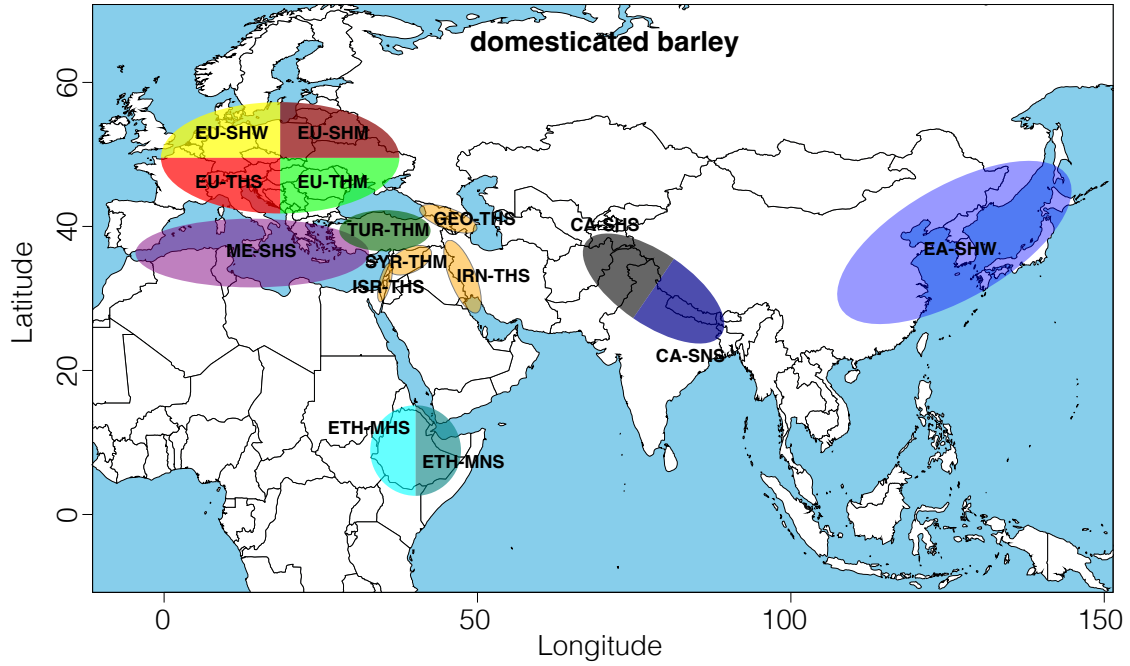 domesticated barley
60
EU-SHW
EU-SHM
EU-THS
EU-THM
GEO-THS
CA-SHS
40
TUR-THM
ME-SHS
EA-SHW
SYR-THM
IRN-THS
ISR-THS
Latitude
CA-SNS
20
ETH-MHS
ETH-MNS
0
0
50
100
150
Longitude